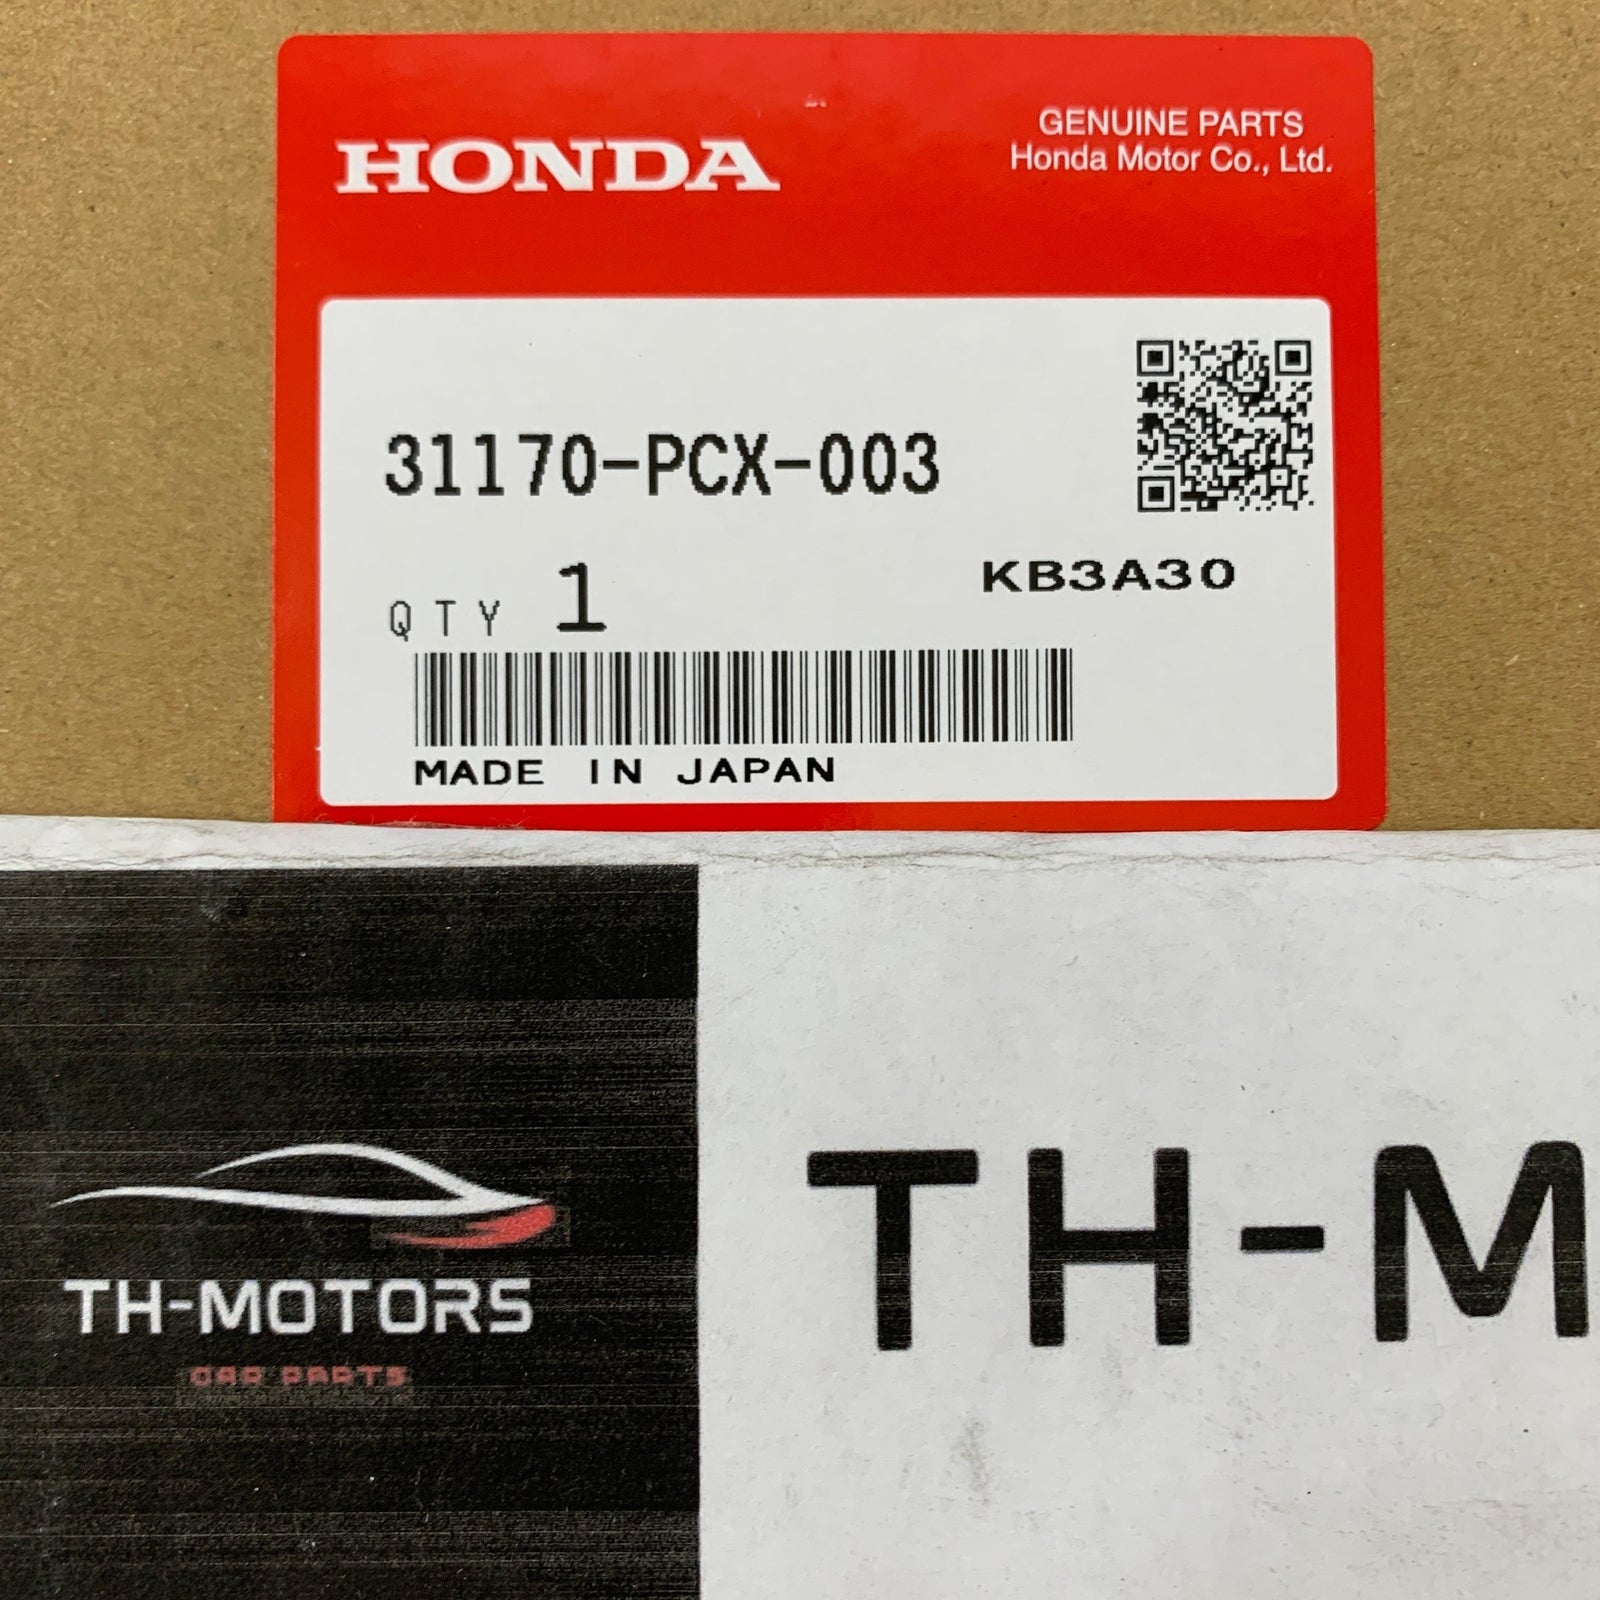 HONDA
GENUINE PARTS
Honda Motor Co., Ltd.
31170-PCX-003
QTY 1
KB3A30
MADE IN JAPAN
TH-MOTORS
CAR PARTS
TH-M